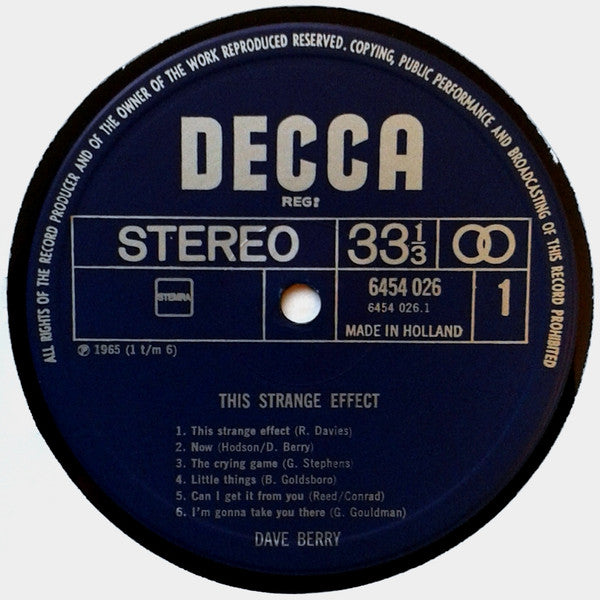 ALL RIGHTS OF THE RECORD PRODUCER AND OF THE OWNER OF THE WORK REPRODUCED RESERVED. COPYING, PUBLIC PERFORMANCE AND BROADCASTING OF THIS RECORD PROHIBITED
DECCA
REG!
STEREO 33⅓
STEMRA
6454 026 1
6454 026.1
MADE IN HOLLAND
℗ 1965 (1 t/m 6)
THIS STRANGE EFFECT
1. This strange effect (R. Davies)
2. Now (Hodson/D. Berry)
3. The crying game (G. Stephens)
4. Little things (B. Goldsboro)
5. Can I get it from you (Reed/Conrad)
6. I'm gonna take you there (G. Gouldman)
DAVE BERRY